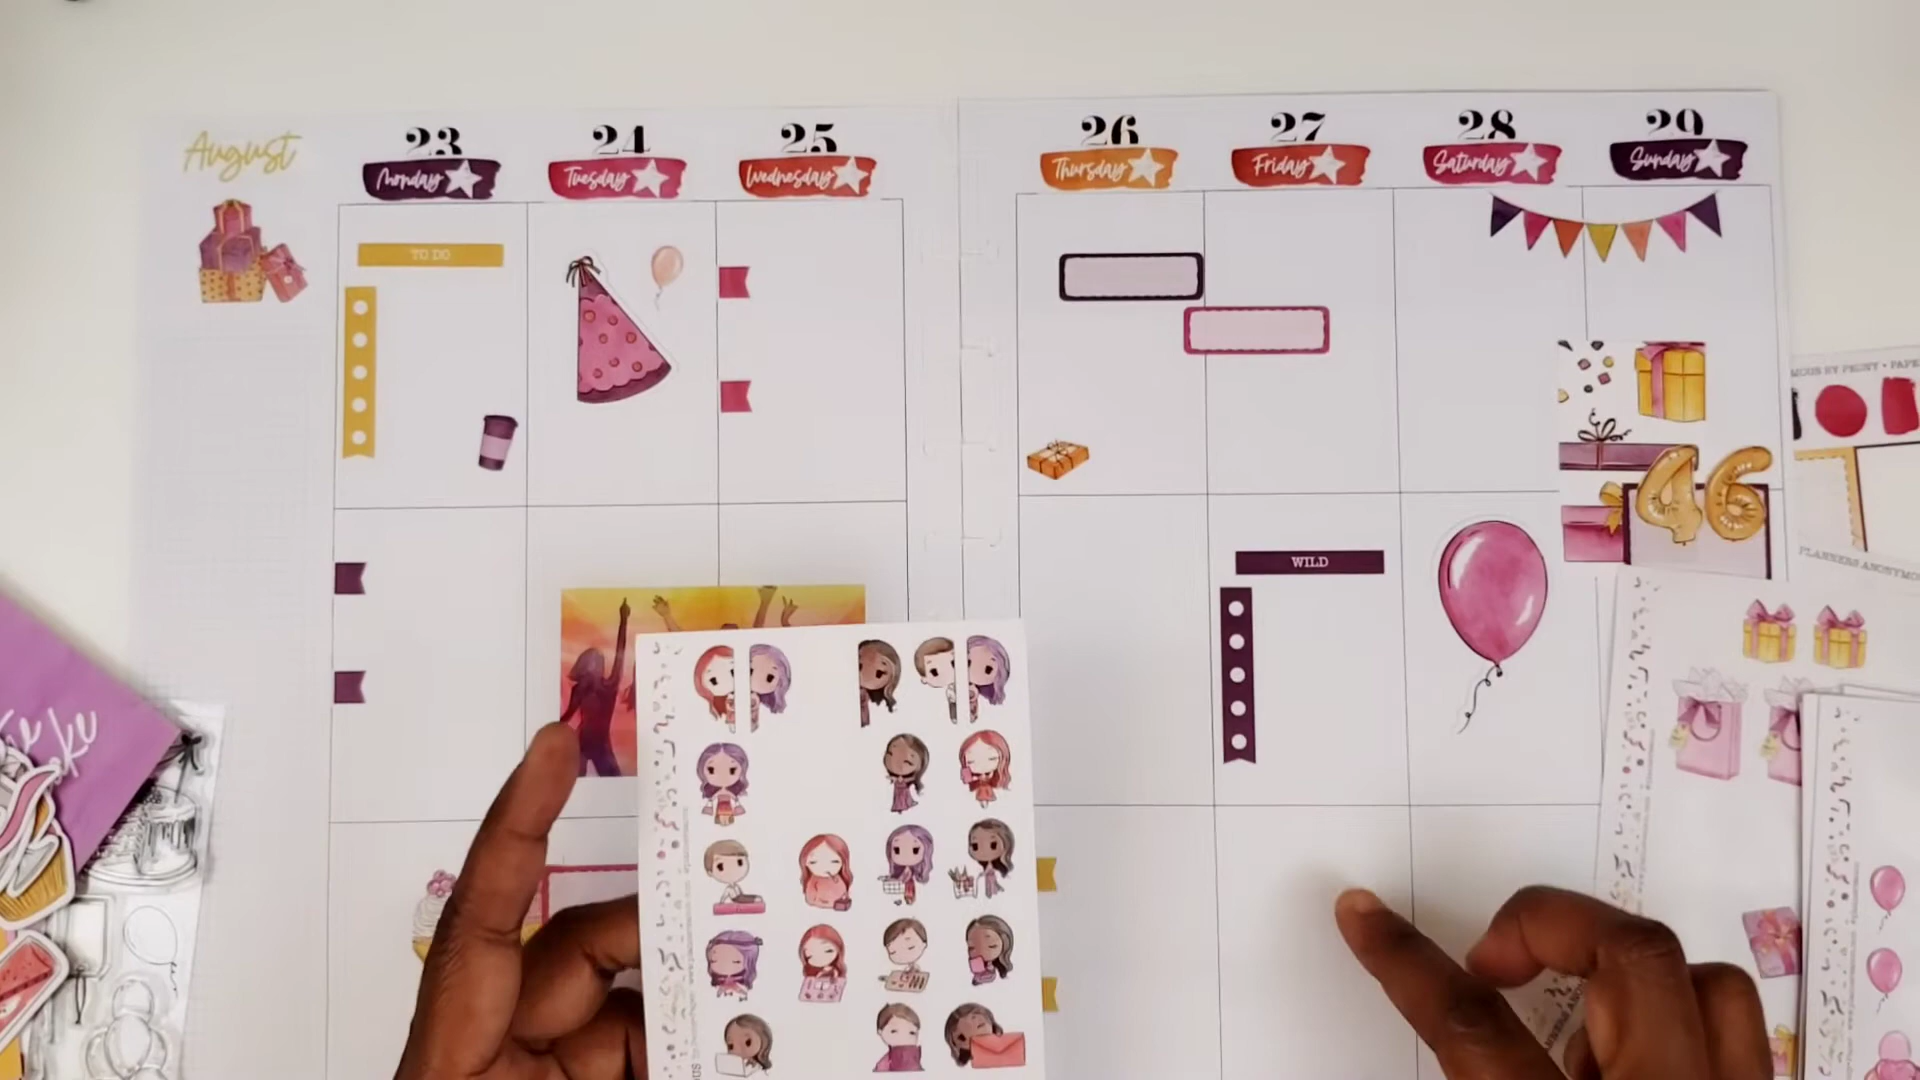 August
23
24
25
26
27
28
29
Monday
Tuesday
Wednesday
Thursday
Friday
Saturday
Sunday
TO DO
46
WILD